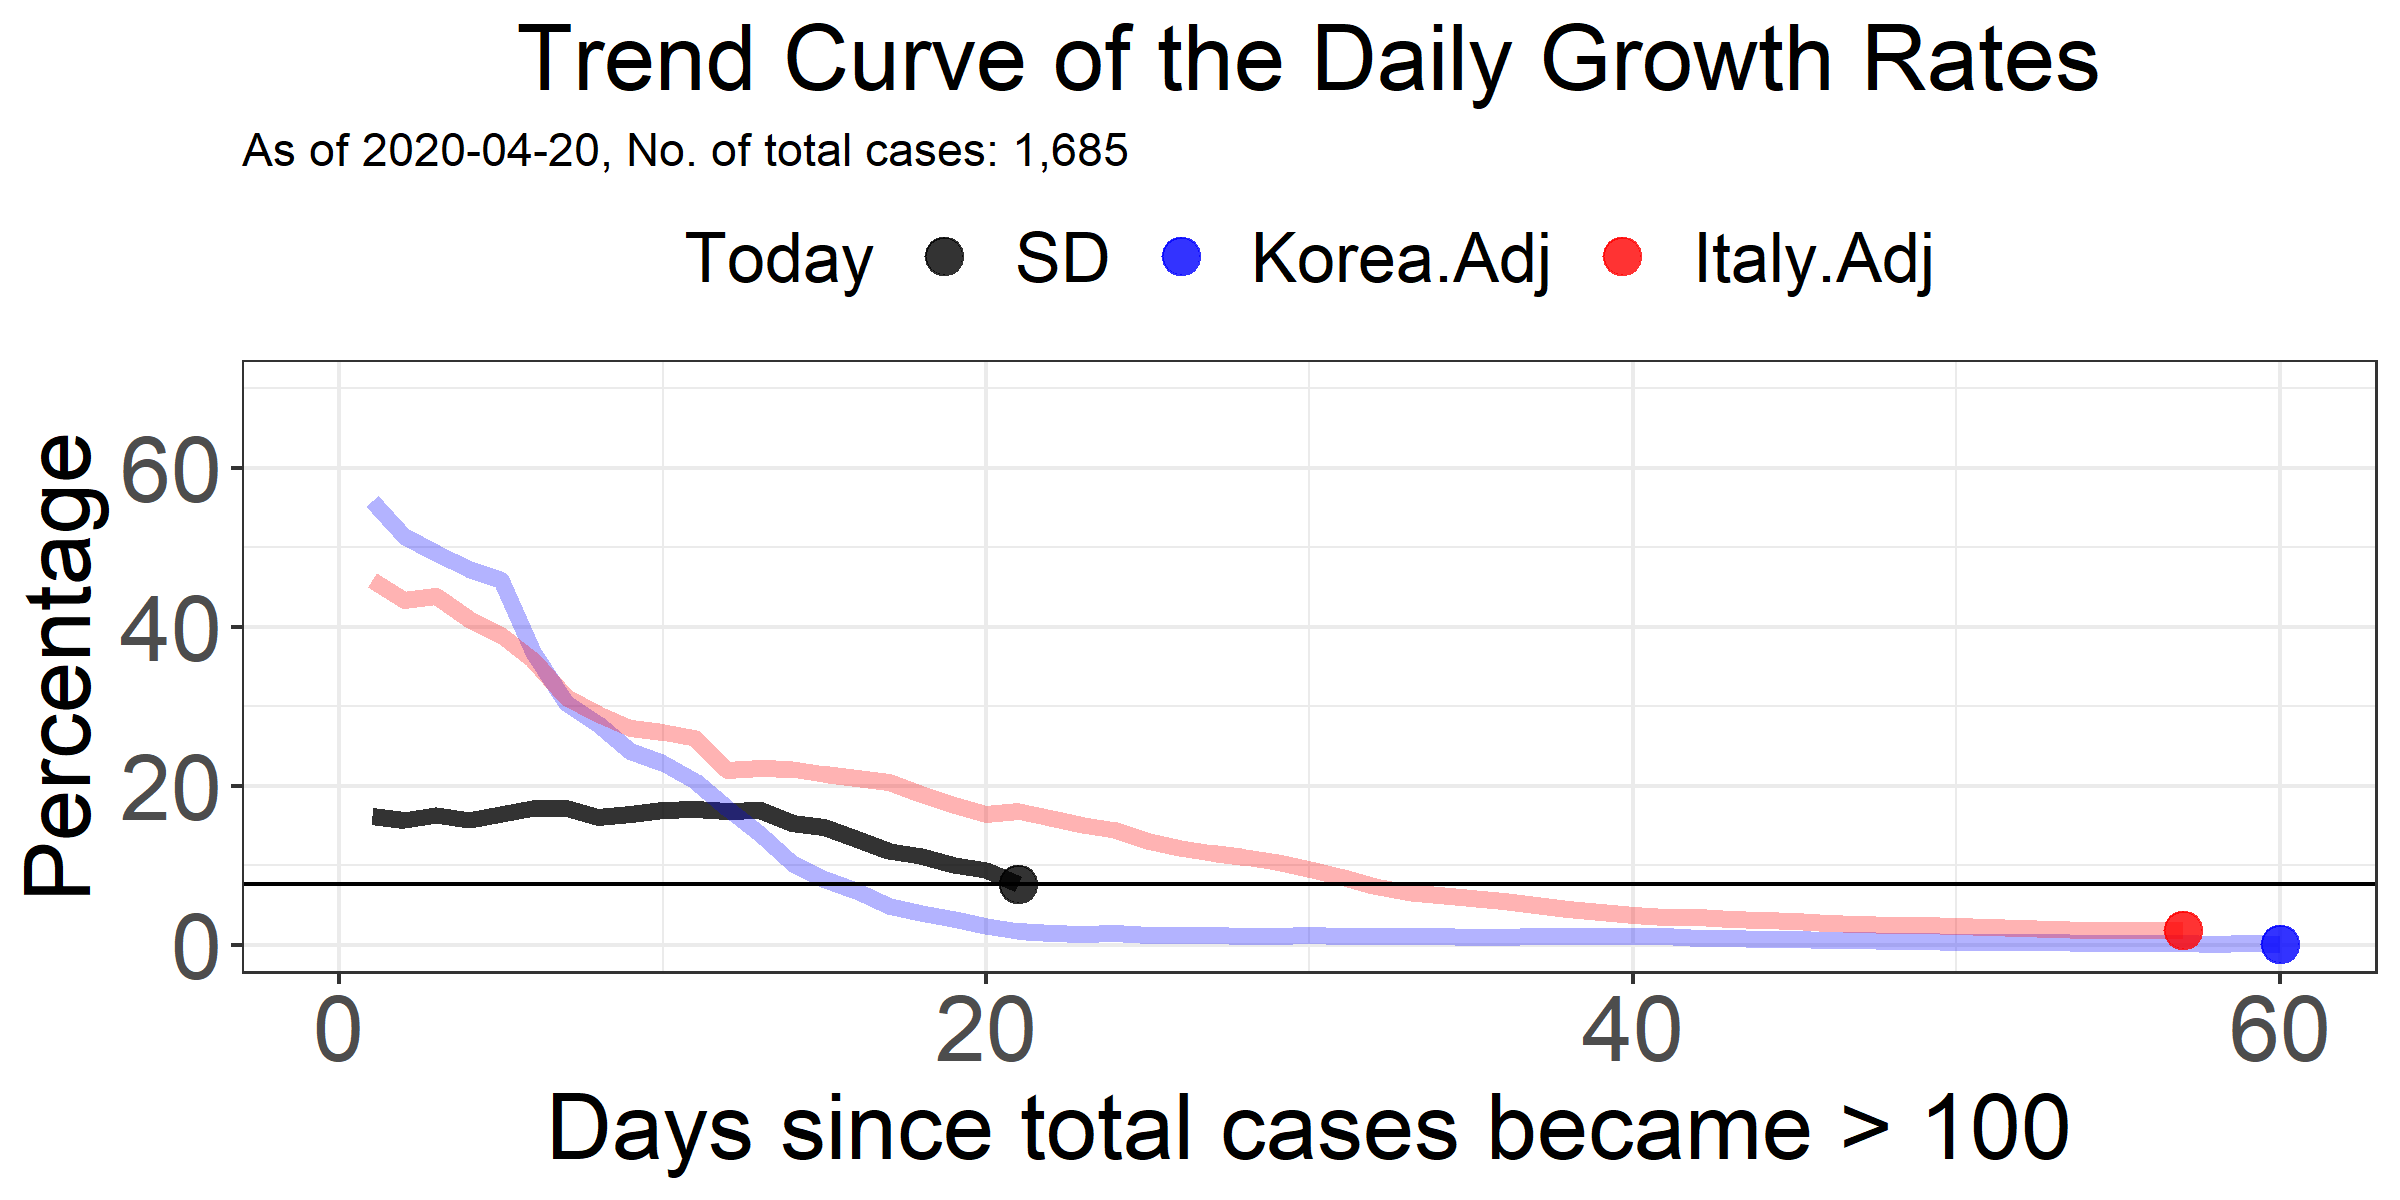 Trend Curve of the Daily Growth Rates
As of 2020-04-20, No. of total cases: 1,685
Today SD Korea.Adj Italy.Adj
Percentage
60
40
20
0
0 20 40 60
Days since total cases became > 100